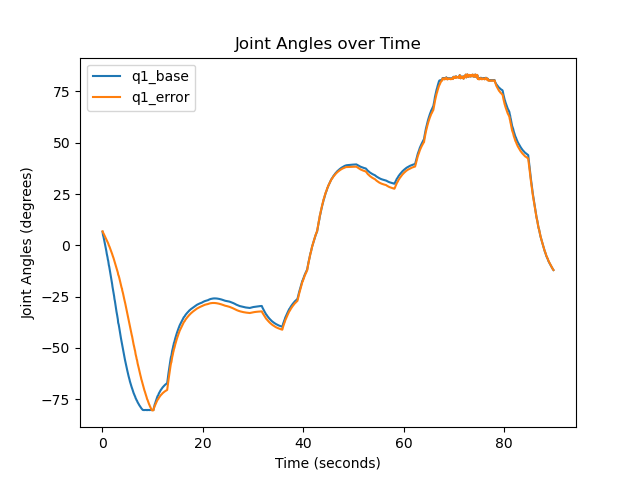 Joint Angles over Time
q1_base
q1_error
Joint Angles (degrees)
75
50
25
0
−25
−50
−75
0 20 40 60 80
Time (seconds)